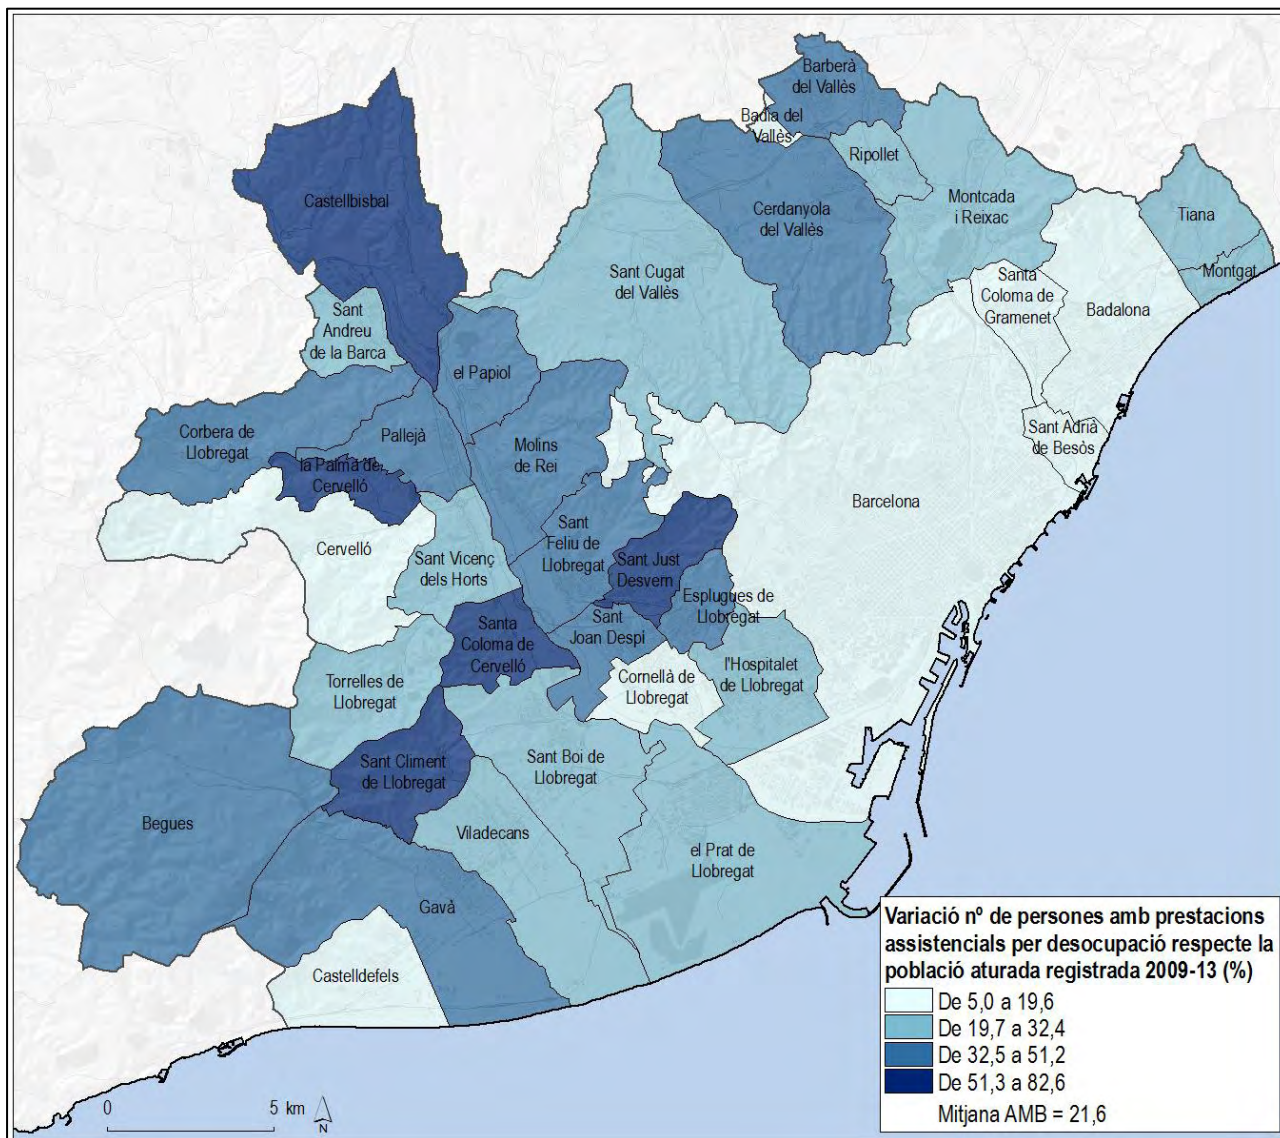 Barberà
del Vallès
Badia del
Vallès
Ripollet
Castellbisbal
Montcada
i Reixac
Cerdanyola
del Vallès
Tiana
Montgat
Sant Cugat
del Vallès
Santa
Coloma de
Gramenet
Badalona
Sant
Andreu
de la Barca
el Papiol
Corbera de
Llobregat
Pallejà
Molins
de Rei
Sant Adrià
de Besòs
la Palma de
Cervelló
Barcelona
Cervelló
Sant Vicenç
dels Horts
Sant
Feliu de
Llobregat
Sant Just
Desvern
Esplugues de
Llobregat
Santa
Coloma de
Cervelló
Sant
Joan Despi
Torrelles de
Llobregat
Cornellà de
Llobregat
l'Hospitalet
de Llobregat
Sant Climent
de Llobregat
Sant Boi de
Llobregat
Begues
Viladecans
el Prat de
Llobregat
Gavà
Castelldefels
Variació nº de persones amb prestacions
assistencials per desocupació respecte la
població aturada registrada 2009-13 (%)
De 5,0 a 19,6
De 19,7 a 32,4
De 32,5 a 51,2
De 51,3 a 82,6
Mitjana AMB = 21,6
0 5 km
N